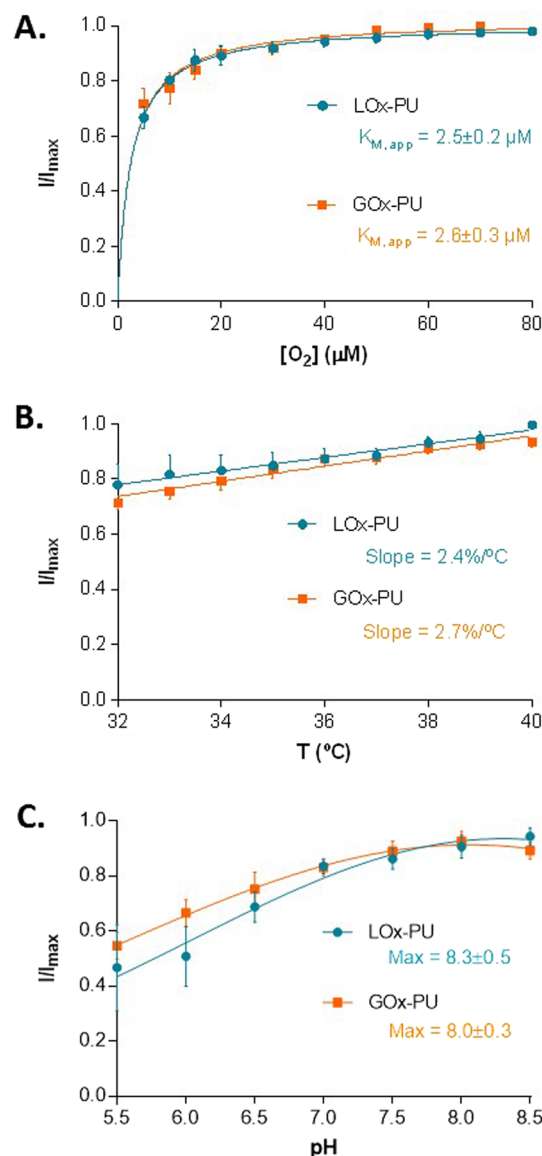 A.
1.0
0.8
0.6
0.4
0.2
0.0
I/Imax
LOx-PU
KM,app = 2.5±0.2 µM
GOx-PU
KM,app = 2.6±0.3 µM
0 20 40 60 80
[O2] (µM)
B.
1.0
0.8
0.6
0.4
0.2
0.0
I/Imax
LOx-PU
Slope = 2.4%/ºC
GOx-PU
Slope = 2.7%/ºC
32 34 36 38 40
T (ºC)
C.
1.0
0.8
0.6
0.4
0.2
0.0
I/Imax
LOx-PU
Max = 8.3±0.5
GOx-PU
Max = 8.0±0.3
5.5 6.0 6.5 7.0 7.5 8.0 8.5
pH